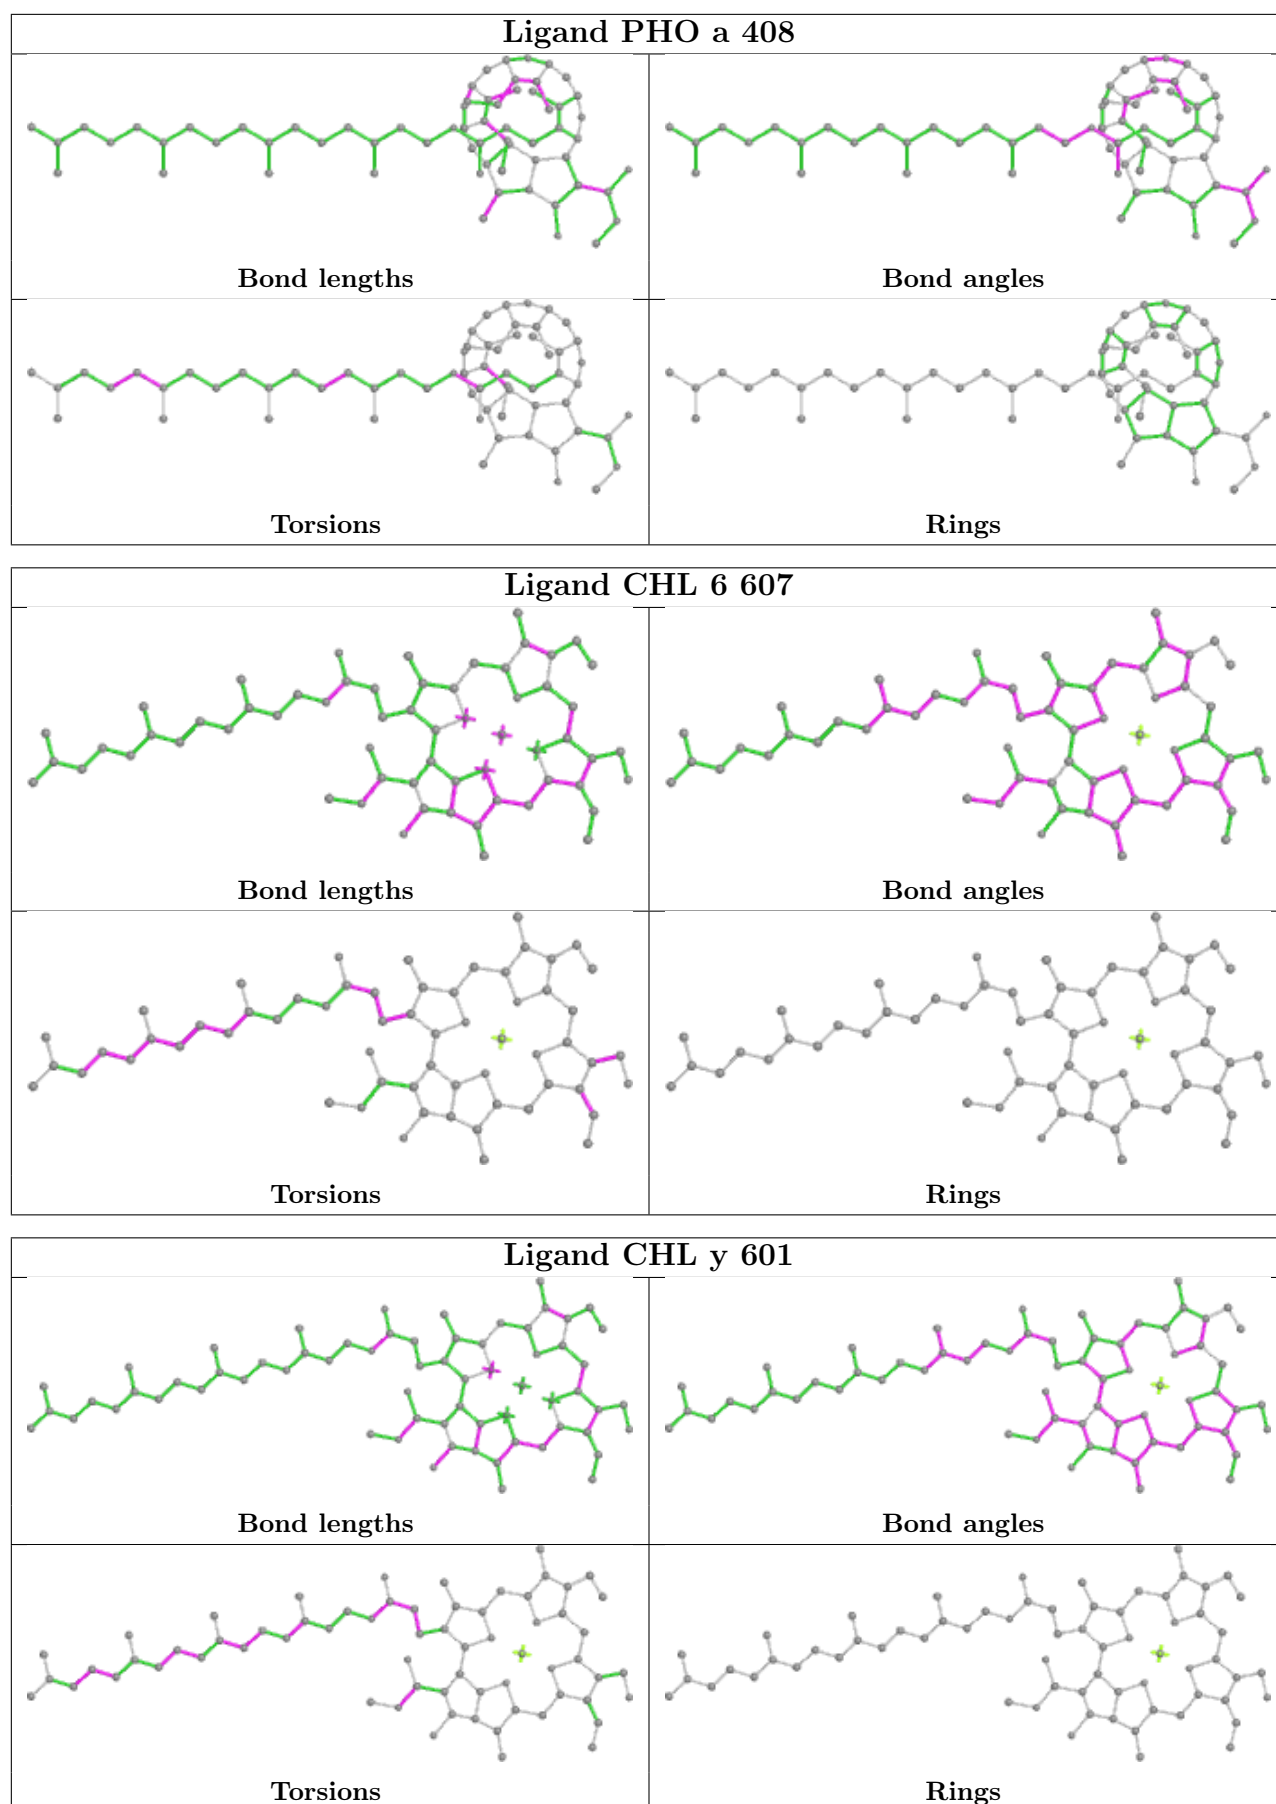 Ligand PHO a 408
Bond lengths
Bond angles
Torsions
Rings
Ligand CHL 6 607
Bond lengths
Bond angles
Torsions
Rings
Ligand CHL y 601
Bond lengths
Bond angles
Torsions
Rings